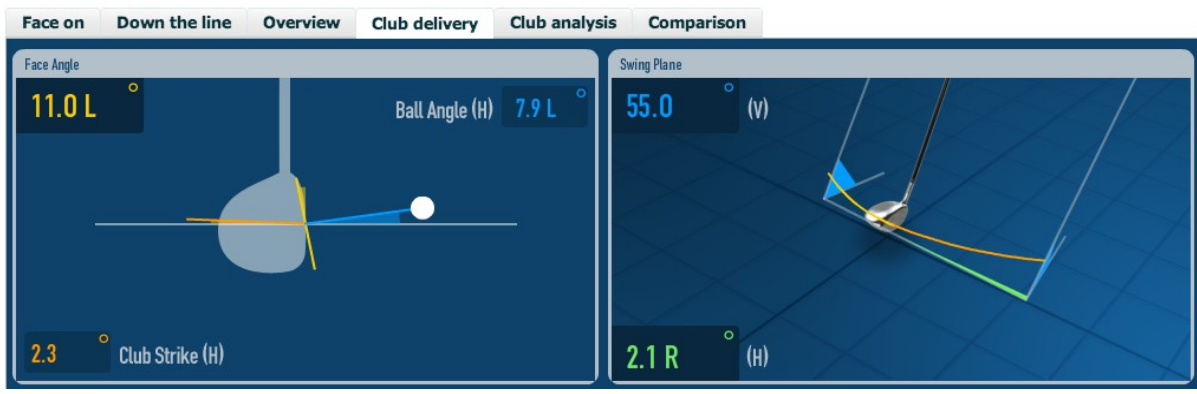 Face on Down the line Overview Club delivery Club analysis Comparison
Face Angle
11.0 L °
Ball Angle (H) 7.9 L °
2.3 ° Club Strike (H)
Swing Plane
55.0 ° (V)
2.1 R ° (H)